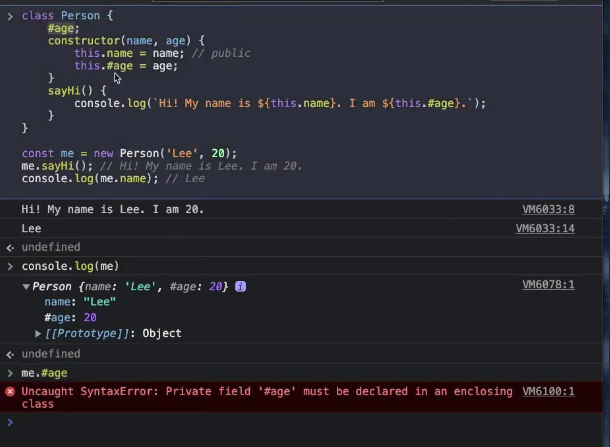 class Person {
    #age;
    constructor(name, age) {
        this.name = name; // public
        this.#age = age;
    }
    sayHi() {
        console.log(`Hi! My name is ${this.name}. I am ${this.#age}.`);
    }
}
const me = new Person('Lee', 20);
me.sayHi(); // Hi! My name is Lee. I am 20.
console.log(me.name); // Lee
Hi! My name is Lee. I am 20. VM6033:8
Lee VM6033:14
undefined
console.log(me)
Person {name: 'Lee', #age: 20} i VM6078:1
name: "Lee"
#age: 20
[[Prototype]]: Object
undefined
me.#age
Uncaught SyntaxError: Private field '#age' must be declared in an enclosing VM6100:1
class